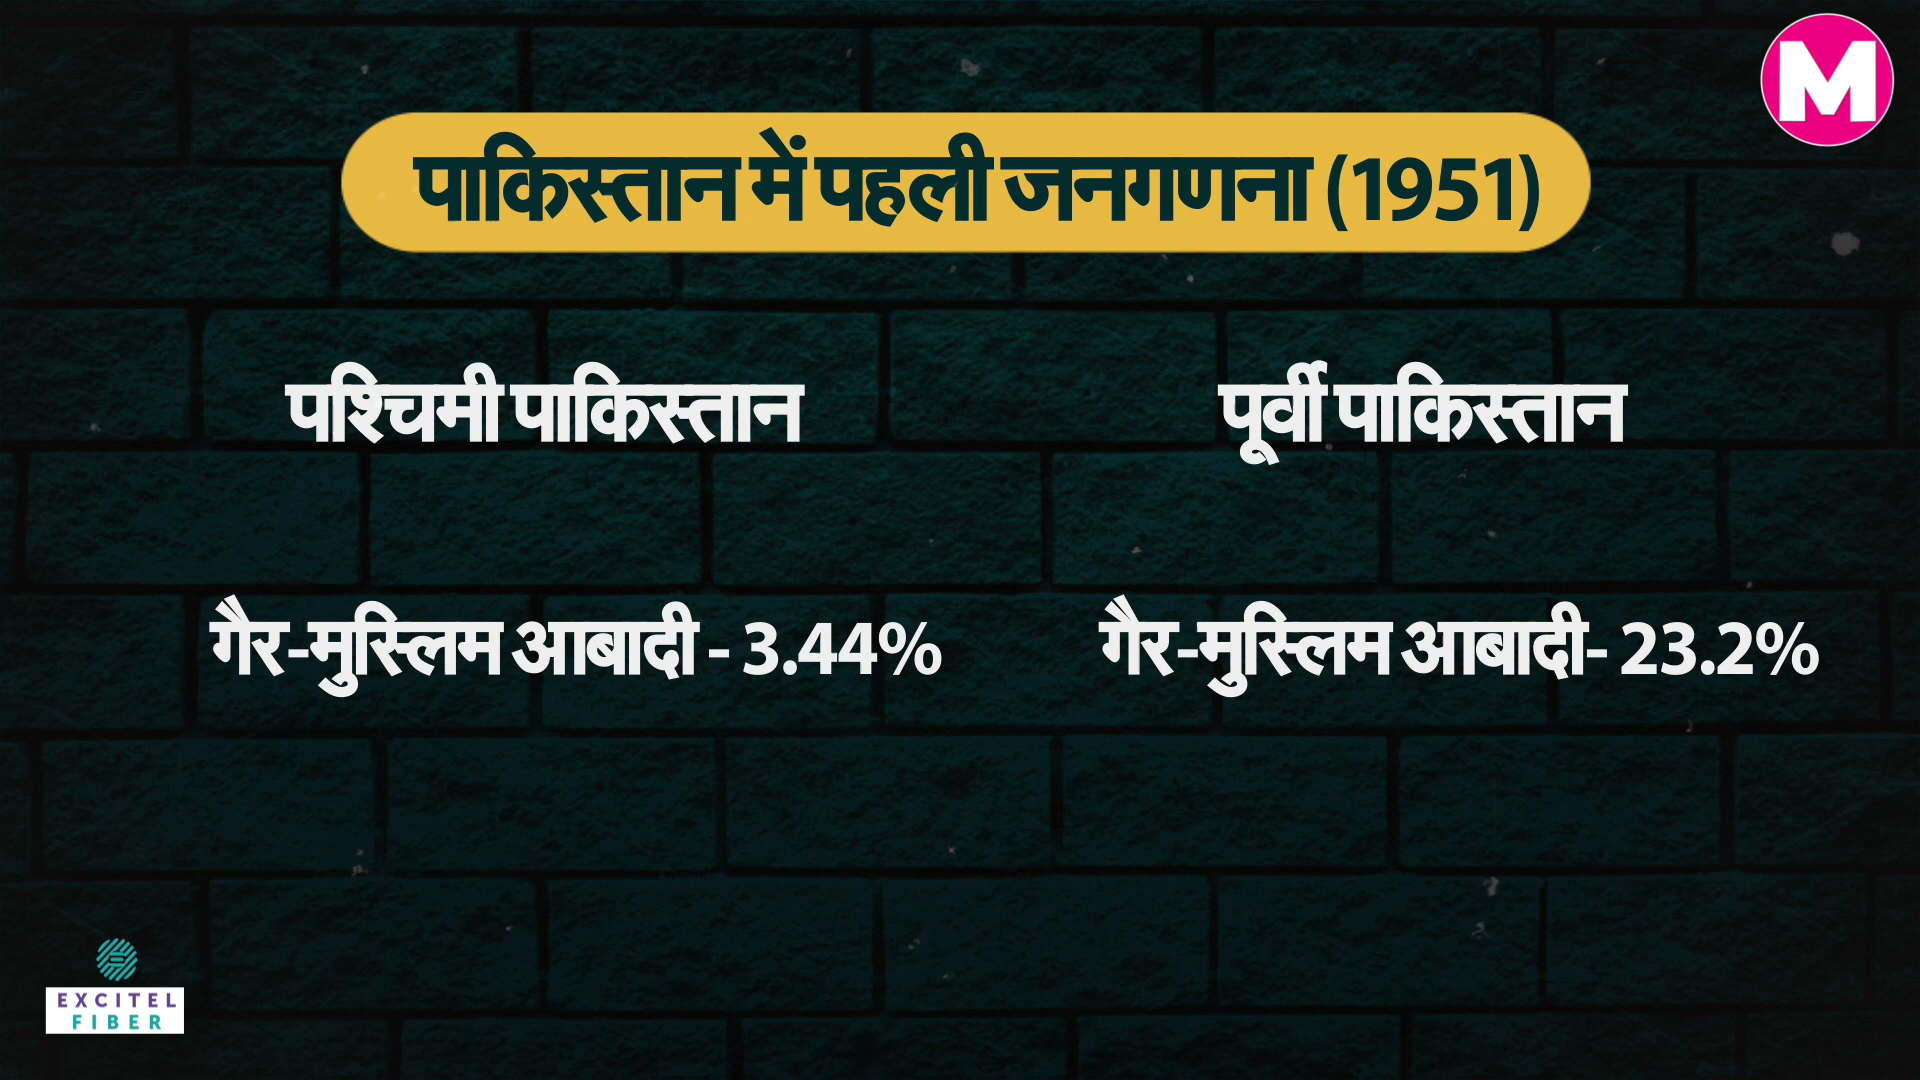 M
पाकिस्तान में पहली जनगणना (1951)
पश्चिमी पाकिस्तान
पूर्वी पाकिस्तान
गैर-मुस्लिम आबादी - 3.44%
गैर-मुस्लिम आबादी- 23.2%
EXCITEL
FIBER